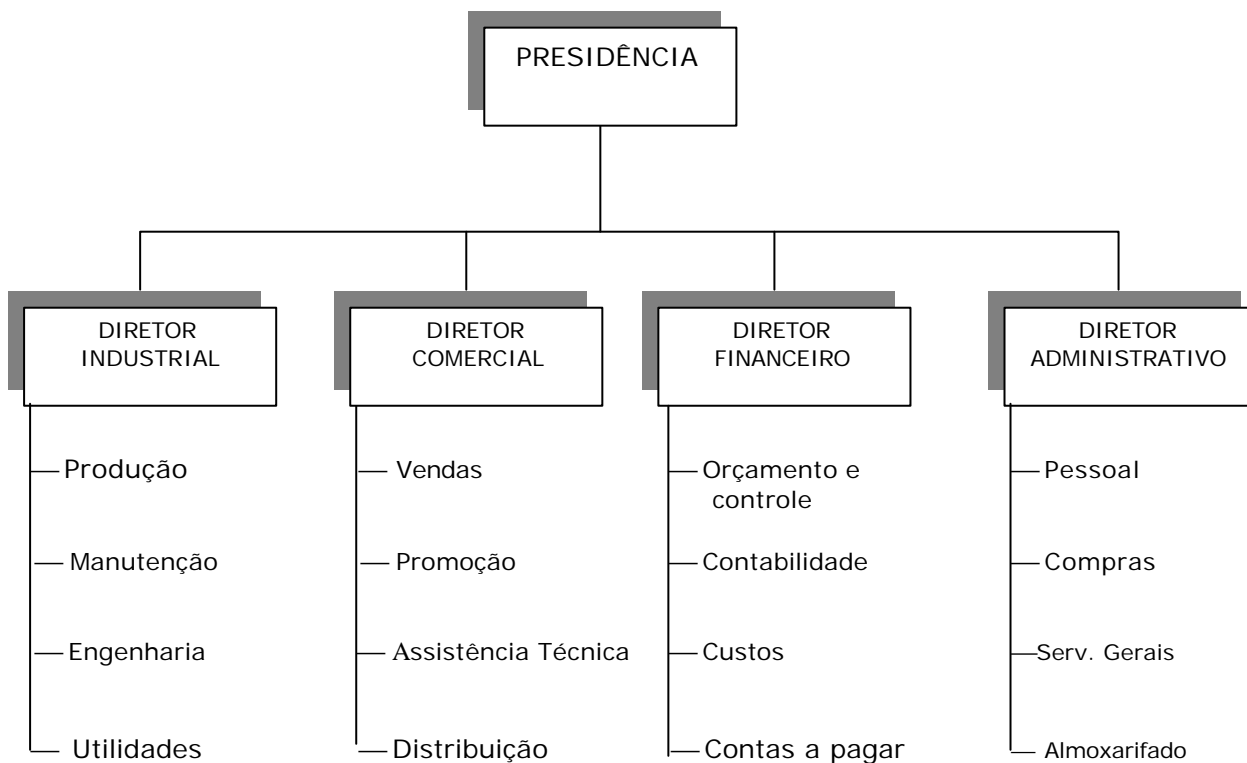 PRESIDÊNCIA
DIRETOR
INDUSTRIAL
Produção
Manutenção
Engenharia
Utilidades
DIRETOR
COMERCIAL
Vendas
Promoção
Assistência Técnica
Distribuição
DIRETOR
FINANCEIRO
Orçamento e
controle
Contabilidade
Custos
Contas a pagar
DIRETOR
ADMINISTRATIVO
Pessoal
Compras
Serv. Gerais
Almoxarifado